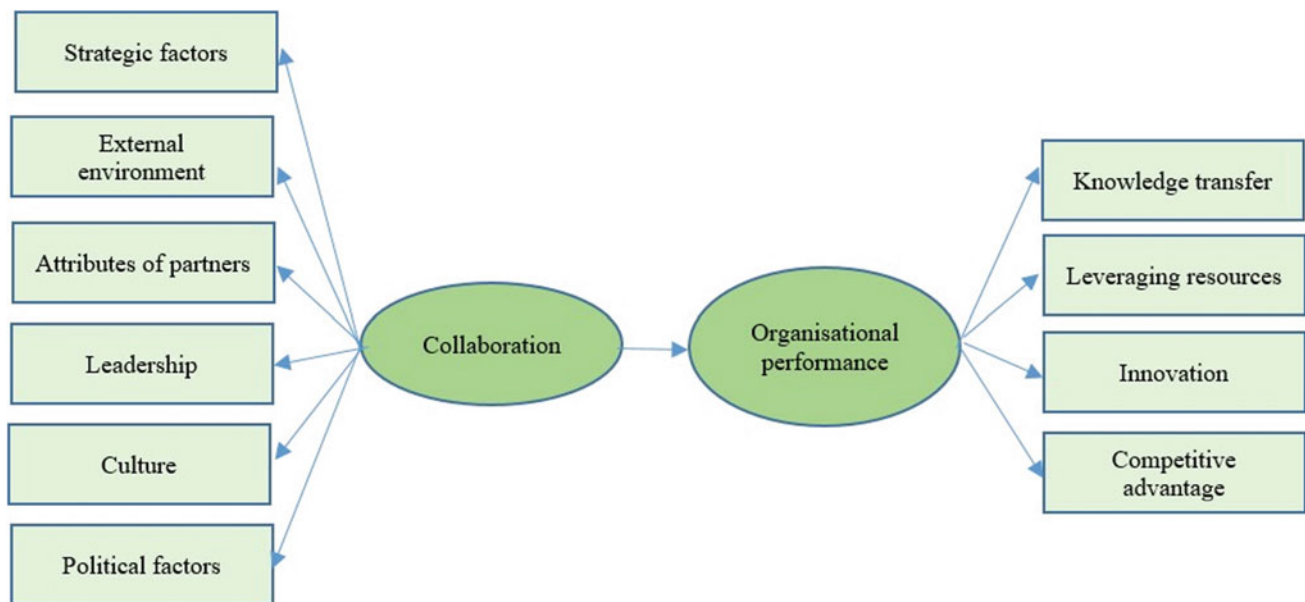 Strategic factors
External
environment
Attributes of partners
Leadership
Culture
Political factors
Collaboration
Organisational
performance
Knowledge transfer
Leveraging resources
Innovation
Competitive
advantage